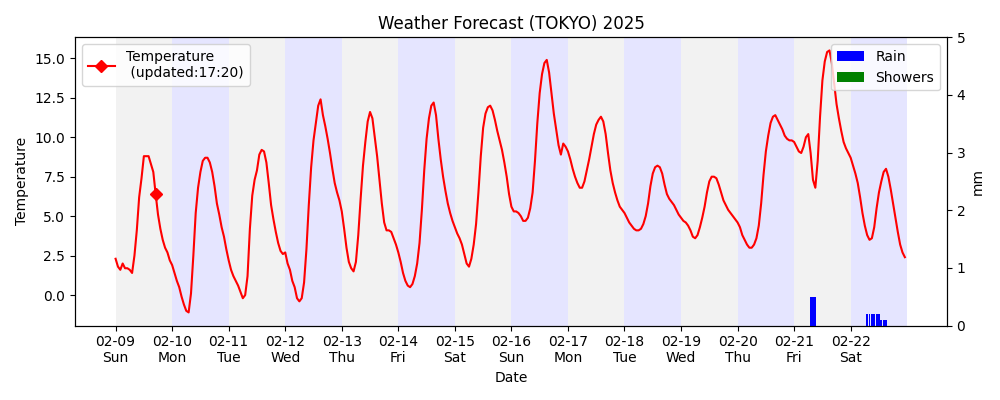 Weather Forecast (TOKYO) 2025
Temperature
(updated:17:20)
Rain
Showers
Temperature
15.0
12.5
10.0
7.5
5.0
2.5
0.0
5
4
3
2
1
0
mm
02-09 02-10 02-11 02-12 02-13 02-14 02-15 02-16 02-17 02-18 02-19 02-20 02-21 02-22
Sun Mon Tue Wed Thu Fri Sat Sun Mon Tue Wed Thu Fri Sat
Date